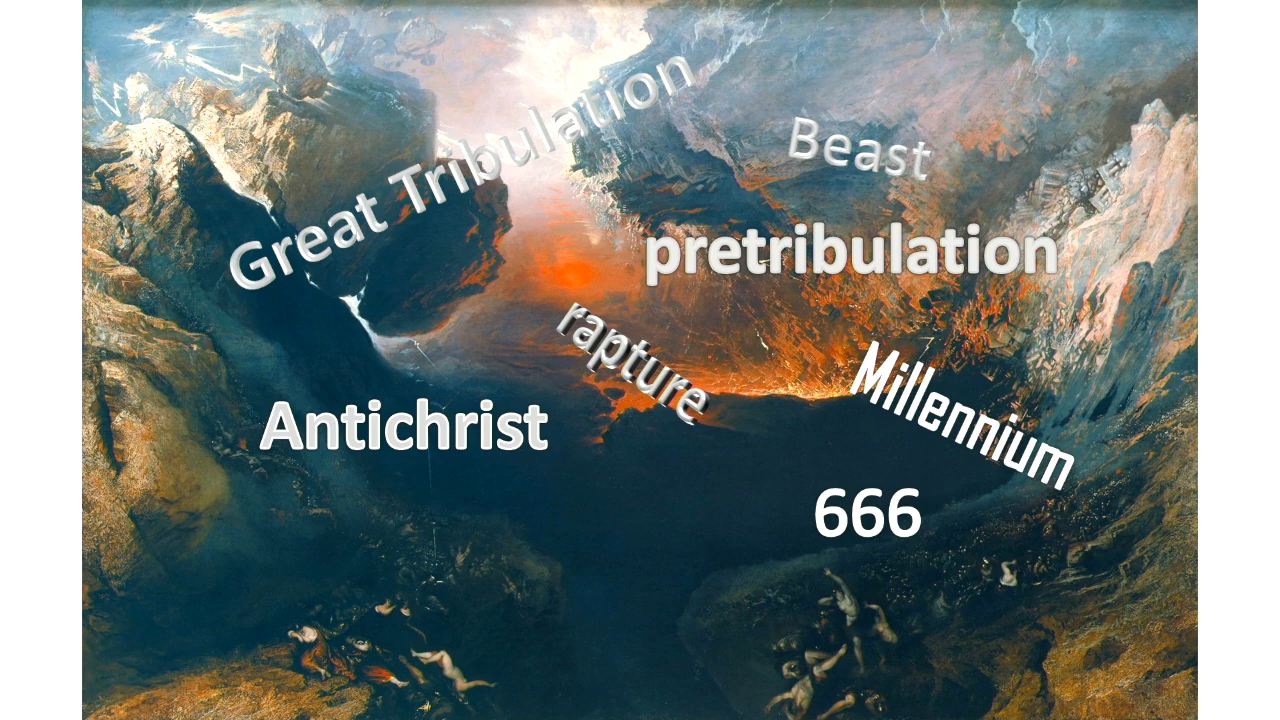 Great Tribulation
Beast
pretribulation
rapture
Millennium
Antichrist
666